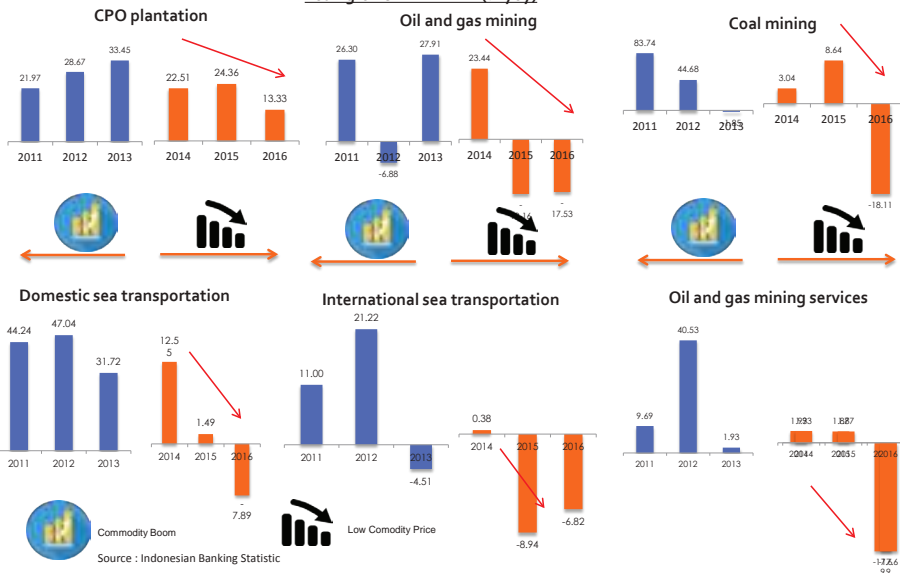 CPO plantation
33.45
28.67
21.97
22.51
24.36
13.33
2011 2012 2013 2014 2015 2016
Oil and gas mining
26.30
27.91
23.44
2011 2012 2013 2014 2015 2016
-6.88
-
17.53
Coal mining
83.74
44.68
3.04
8.64
2011 2012 2013 2014 2015 2016
-18.11
Domestic sea transportation
44.24
47.04
31.72
12.5
5
1.49
2011 2012 2013 2014 2015 2016
-
7.89
International sea transportation
11.00
21.22
0.38
2011 2012 2013 2014 2015 2016
-4.51
-8.94
-6.82
Oil and gas mining services
9.69
40.53
1.93
2011 2012 2013
Commodity Boom
Low Comodity Price
Source : Indonesian Banking Statistic